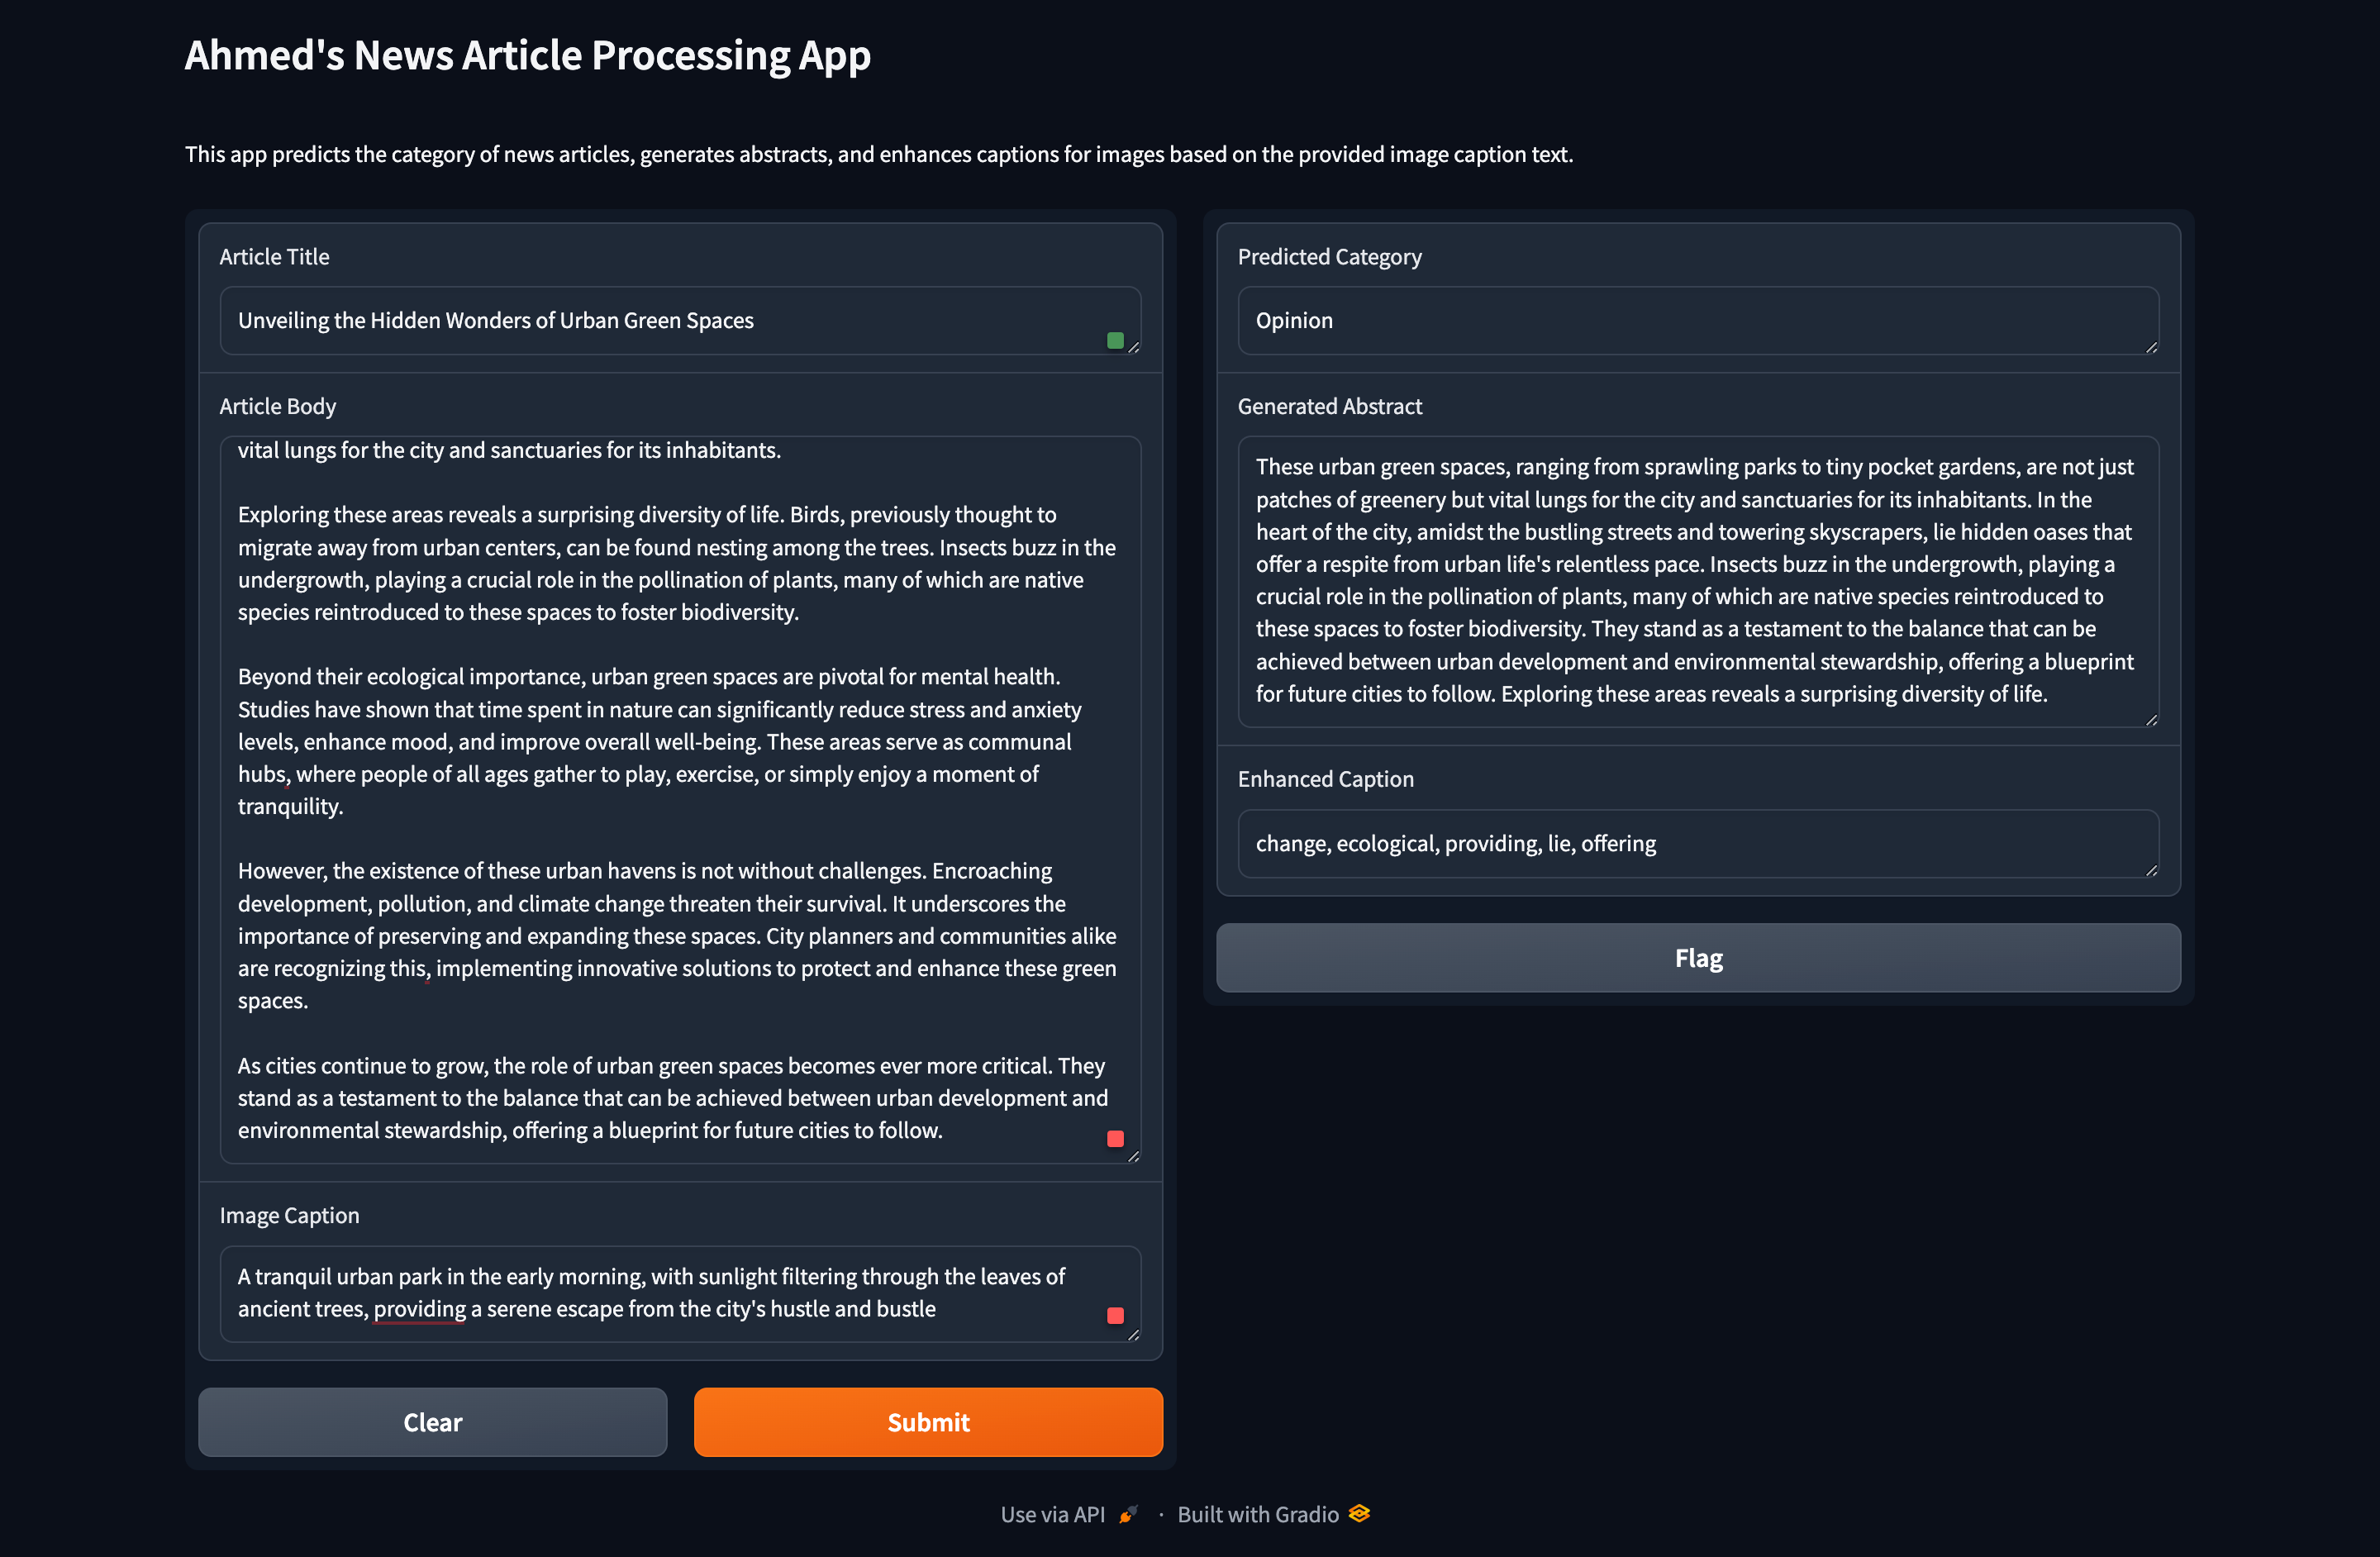 Ahmed's News Article Processing App
This app predicts the category of news articles, generates abstracts, and enhances captions for images based on the provided image caption text.
Article Title
Unveiling the Hidden Wonders of Urban Green Spaces
Article Body
vital lungs for the city and sanctuaries for its inhabitants.
Exploring these areas reveals a surprising diversity of life. Birds, previously thought to
migrate away from urban centers, can be found nesting among the trees. Insects buzz in the
undergrowth, playing a crucial role in the pollination of plants, many of which are native
species reintroduced to these spaces to foster biodiversity.
Beyond their ecological importance, urban green spaces are pivotal for mental health.
Studies have shown that time spent in nature can significantly reduce stress and anxiety
levels, enhance mood, and improve overall well-being. These areas serve as communal
hubs, where people of all ages gather to play, exercise, or simply enjoy a moment of
tranquility.
However, the existence of these urban havens is not without challenges. Encroaching
development, pollution, and climate change threaten their survival. It underscores the
importance of preserving and expanding these spaces. City planners and communities alike
are recognizing this, implementing innovative solutions to protect and enhance these green
spaces.
As cities continue to grow, the role of urban green spaces becomes ever more critical. They
stand as a testament to the balance that can be achieved between urban development and
environmental stewardship, offering a blueprint for future cities to follow.
Image Caption
A tranquil urban park in the early morning, with sunlight filtering through the leaves of
ancient trees, providing a serene escape from the city's hustle and bustle
Clear
Submit
Predicted Category
Opinion
Generated Abstract
These urban green spaces, ranging from sprawling parks to tiny pocket gardens, are not just
patches of greenery but vital lungs for the city and sanctuaries for its inhabitants. In the
heart of the city, amidst the bustling streets and towering skyscrapers, lie hidden oases that
offer a respite from urban life's relentless pace. Insects buzz in the undergrowth, playing a
crucial role in the pollination of plants, many of which are native species reintroduced to
these spaces to foster biodiversity. They stand as a testament to the balance that can be
achieved between urban development and environmental stewardship, offering a blueprint
for future cities to follow. Exploring these areas reveals a surprising diversity of life.
Enhanced Caption
change, ecological, providing, lie, offering
Flag
Use via API · Built with Gradio